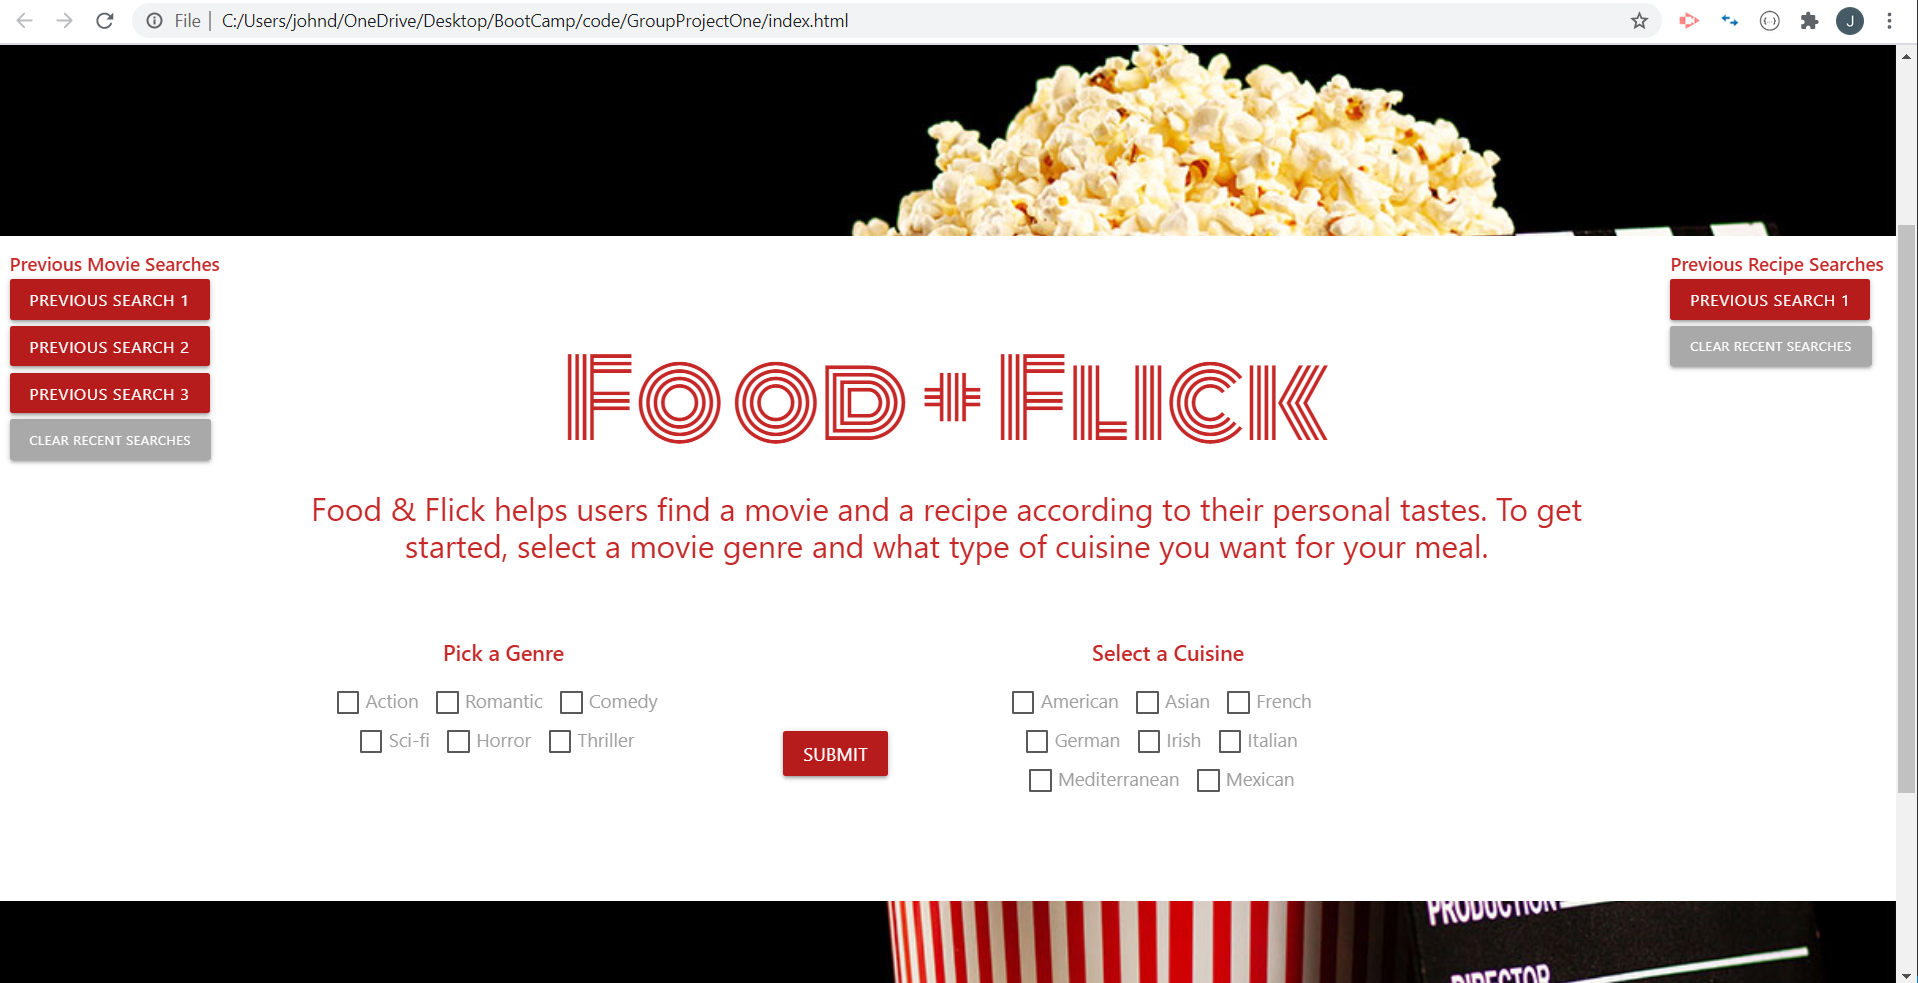 File | C:/Users/johnd/OneDrive/Desktop/BootCamp/code/GroupProjectOne/index.html
J
Previous Movie Searches
PREVIOUS SEARCH 1
PREVIOUS SEARCH 2
PREVIOUS SEARCH 3
CLEAR RECENT SEARCHES
Previous Recipe Searches
PREVIOUS SEARCH 1
CLEAR RECENT SEARCHES
Food + Flick
Food & Flick helps users find a movie and a recipe according to their personal tastes. To get
started, select a movie genre and what type of cuisine you want for your meal.
Pick a Genre
Action Romantic Comedy
Sci-fi Horror Thriller
SUBMIT
Select a Cuisine
American Asian French
German Irish Italian
Mediterranean Mexican
PRODUCTION
DIRECTOR